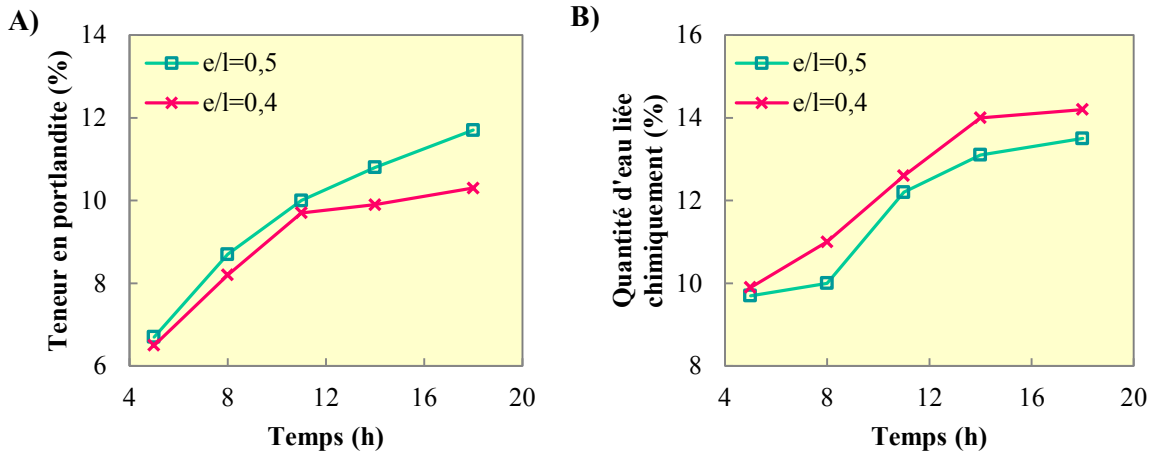 A)
Teneur en portlandite (%)
14
12
10
8
6
e/l=0,5
e/l=0,4
4
8
12
16
20
Temps (h)
B)
Quantité d'eau liée
chimiquement (%)
16
14
12
10
8
e/l=0,5
e/l=0,4
4
8
12
16
20
Temps (h)